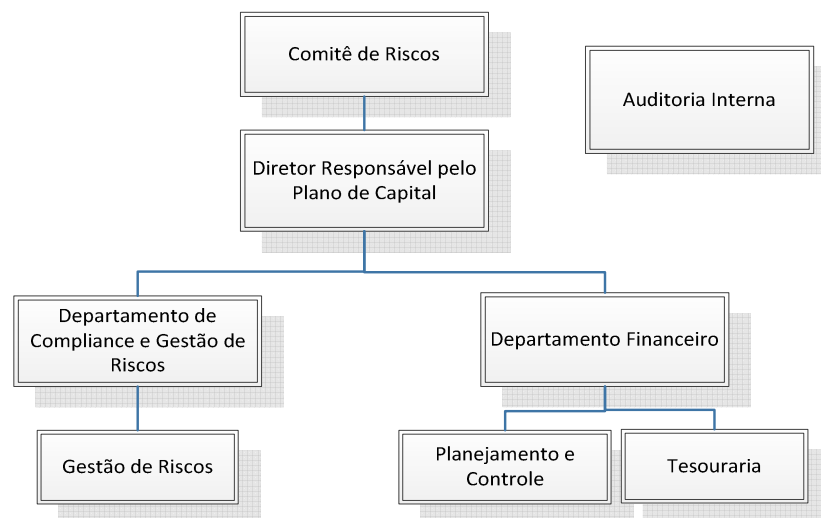 Comitê de Riscos
Auditoria Interna
Diretor Responsável pelo
Plano de Capital
Departamento de
Compliance e Gestão de
Riscos
Departamento Financeiro
Gestão de Riscos
Planejamento e
Controle
Tesouraria